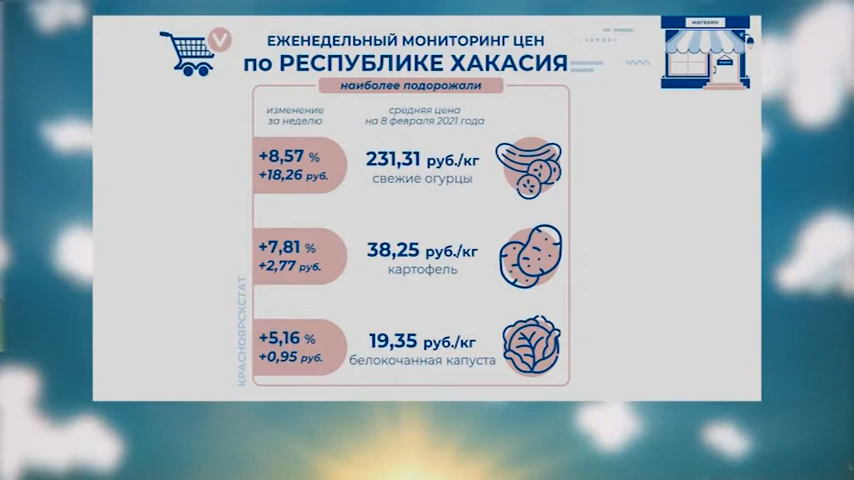 ЕЖЕНЕДЕЛЬНЫЙ МОНИТОРИНГ ЦЕН
по РЕСПУБЛИКЕ ХАКАСИЯ
магазин
наиболее подорожали
изменение
за неделю
средняя цена
на 8 февраля 2021 года
+8,57 %
+18,26 руб.
231,31 руб./кг
свежие огурцы
+7,81 %
+2,77 руб.
38,25 руб./кг
картофель
+5,16 %
+0,95 руб.
19,35 руб./кг
белокочанная капуста
КРАСНОЯРСКСТАТ